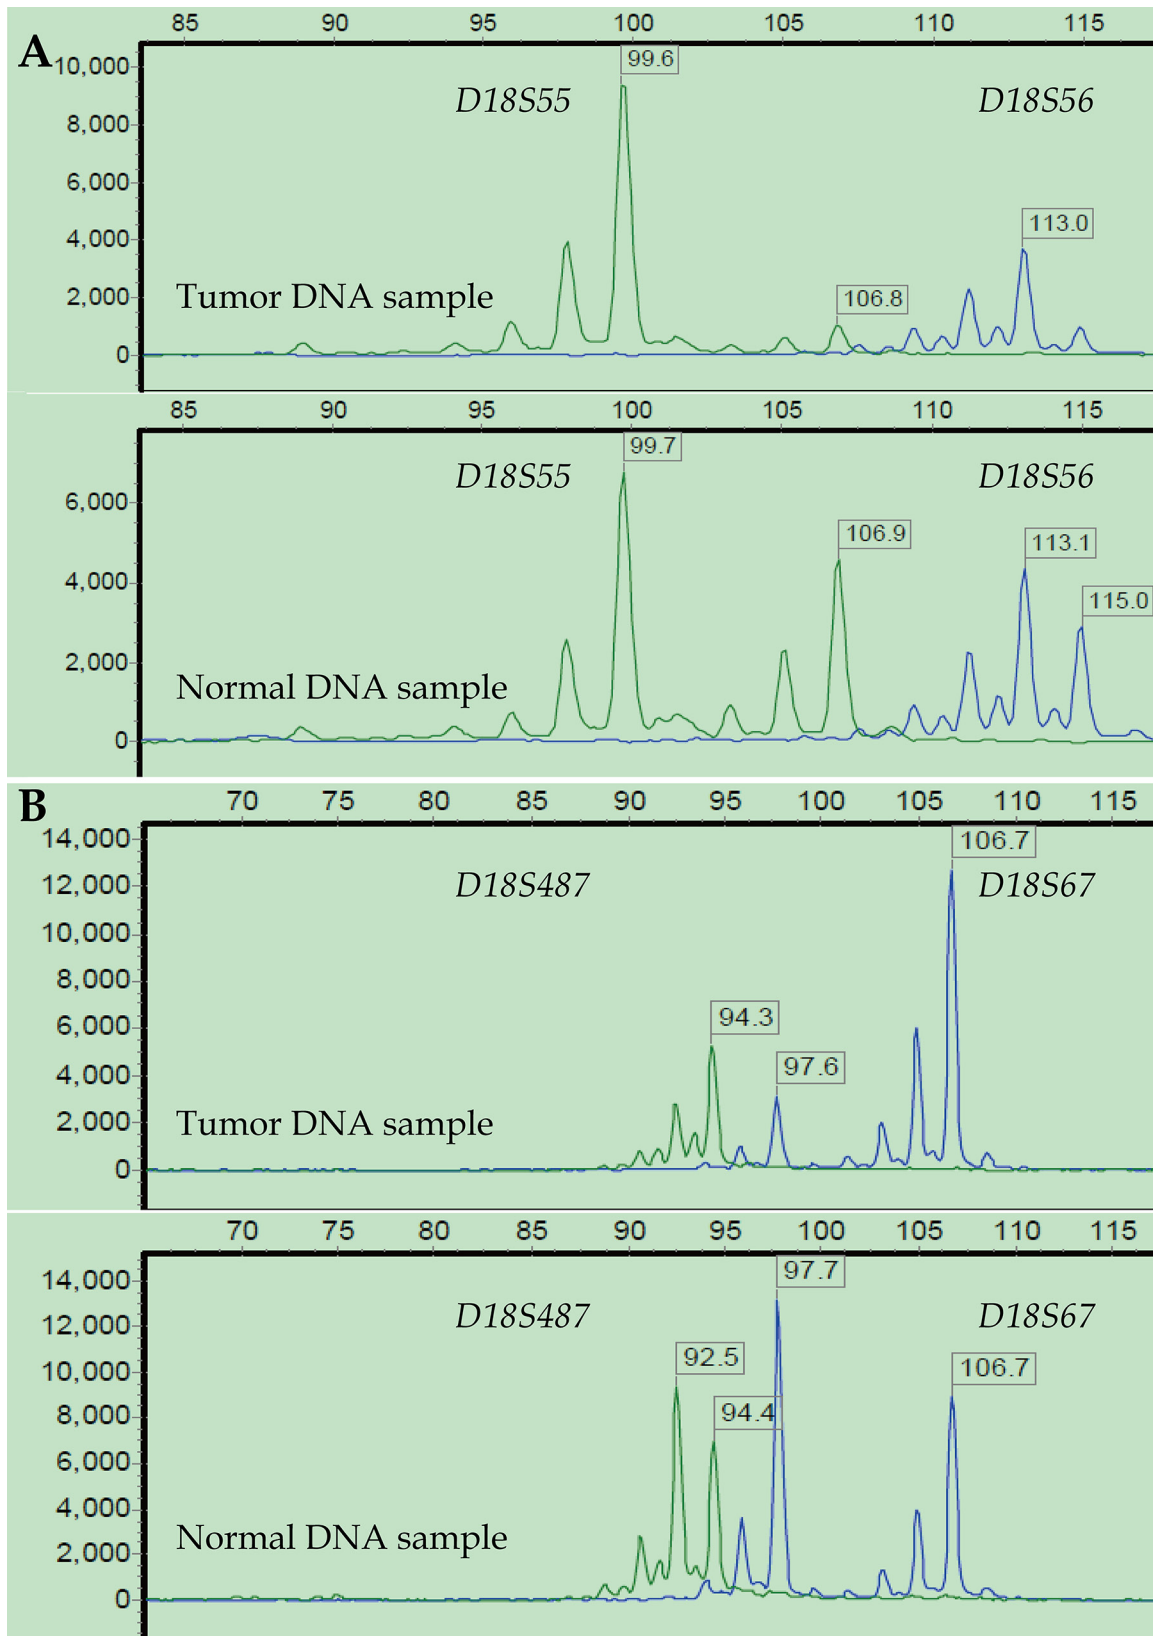 85 90 95 100 105 110 115
A
10,000
99.6
D18S55 D18S56
8,000
6,000
4,000
113.0
Tumor DNA sample
2,000
106.8
0
85 90 95 100 105 110 115
99.7
D18S55 D18S56
6,000
106.9
113.1
4,000
115.0
2,000
Normal DNA sample
0
B
70 75 80 85 90 95 100 105 110 115
14,000
106.7
D18S487 D18S67
12,000
10,000
8,000
94.3
6,000
97.6
4,000
Tumor DNA sample
2,000
0
70 75 80 85 90 95 100 105 110 115
97.7
14,000
D18S487 D18S67
12,000
92.5
106.7
10,000
94.4
8,000
6,000
4,000
Normal DNA sample
2,000
0